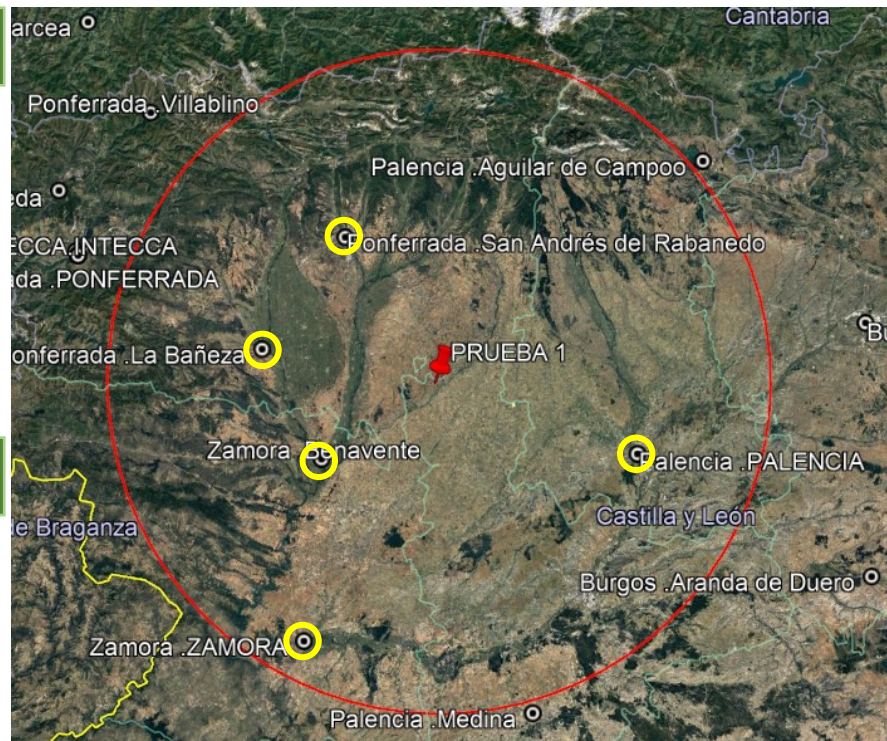 Cantabria
arcea
Ponferrada .Villablino
Palencia .Aguilar de Campoo
eda
Ponferrada .San Andrés del Rabanedo
ECCA.INTECCA
ada .PONFERRADA
PRUEBA 1
onferrada .La Bañeza
Zamora .Benavente
Palencia .PALENCIA
Castilla y León
de Braganza
Burgos .Aranda de Duero
Zamora .ZAMORA
Palencia .Medina